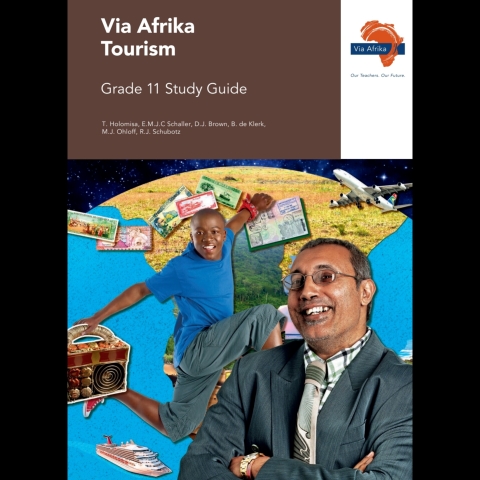 Via Afrika
Tourism
Grade 11 Study Guide
T. Holomisa, E.M.J.C Schaller, D.J. Brown, B. de Klerk,
M.J. Ohloff, R.J. Schubotz
Via Afrika
Our Teachers. Our Future.